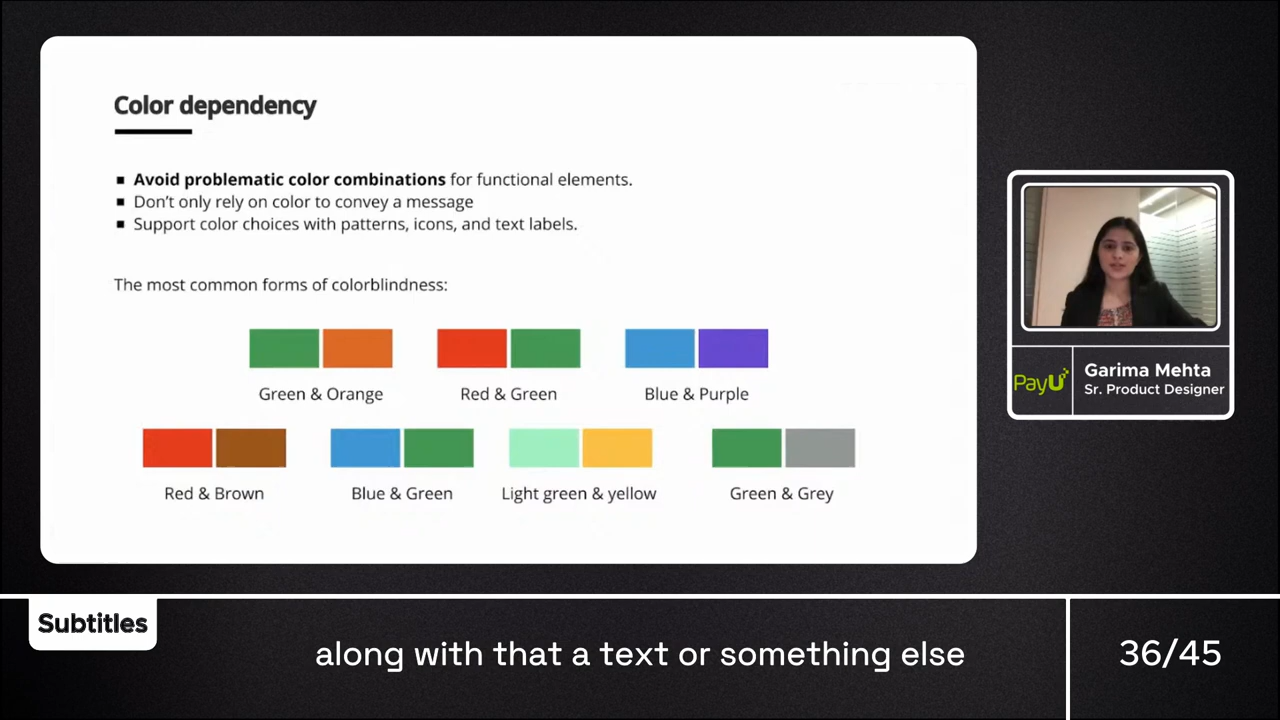 Color dependency
Avoid problematic color combinations for functional elements.
Don't only rely on color to convey a message
Support color choices with patterns, icons, and text labels.
The most common forms of colorblindness:
Green & Orange
Red & Green
Blue & Purple
Red & Brown
Blue & Green
Light green & yellow
Green & Grey
PayU
Garima Mehta
Sr. Product Designer
Subtitles
along with that a text or something else
36/45